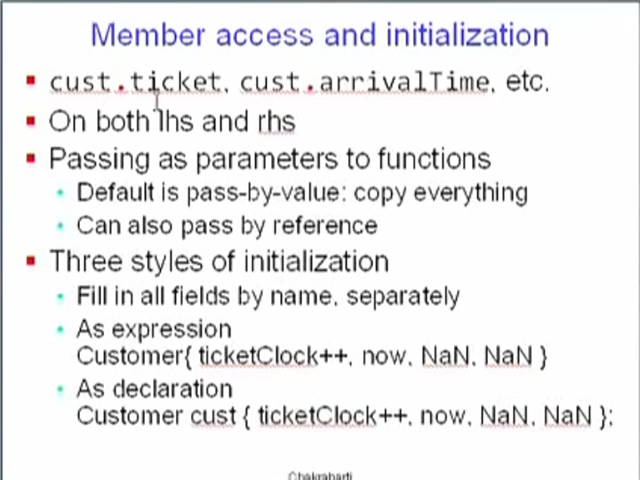 Member access and initialization
cust.ticket, cust.arrivalTime, etc.
On both lhs and rhs
Passing as parameters to functions
Default is pass-by-value: copy everything
Can also pass by reference
Three styles of initialization
Fill in all fields by name, separately
As expression
Customer{ ticketClock++, now, NaN, NaN }
As declaration
Customer cust { ticketClock++, now, NaN, NaN };
Chakrabarti